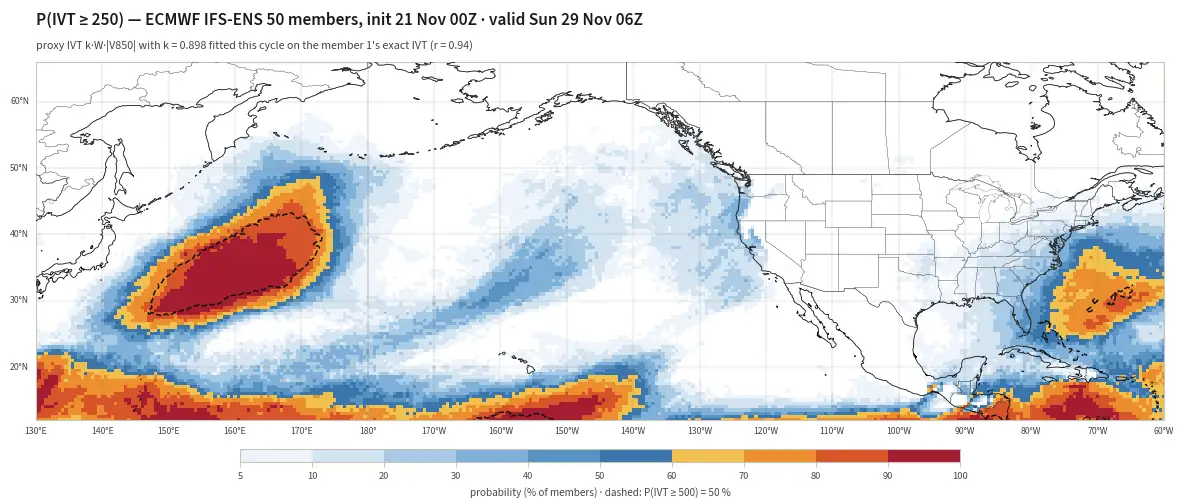 P(IVT ≥ 250) — ECMWF IFS-ENS 50 members, init 21 Nov 00Z · valid Sun 29 Nov 06Z
proxy IVT k·W·|V850| with k = 0.898 fitted this cycle on the member 1's exact IVT (r = 0.94)
60°N
50°N
40°N
30°N
20°N
130°E 140°E 150°E 160°E 170°E 180° 170°W 160°W 150°W 140°W 130°W 120°W 110°W 100°W 90°W 80°W 70°W 60°W
5 10 20 30 40 50 60 70 80 90 100
probability (% of members) · dashed: P(IVT ≥ 500) = 50 %